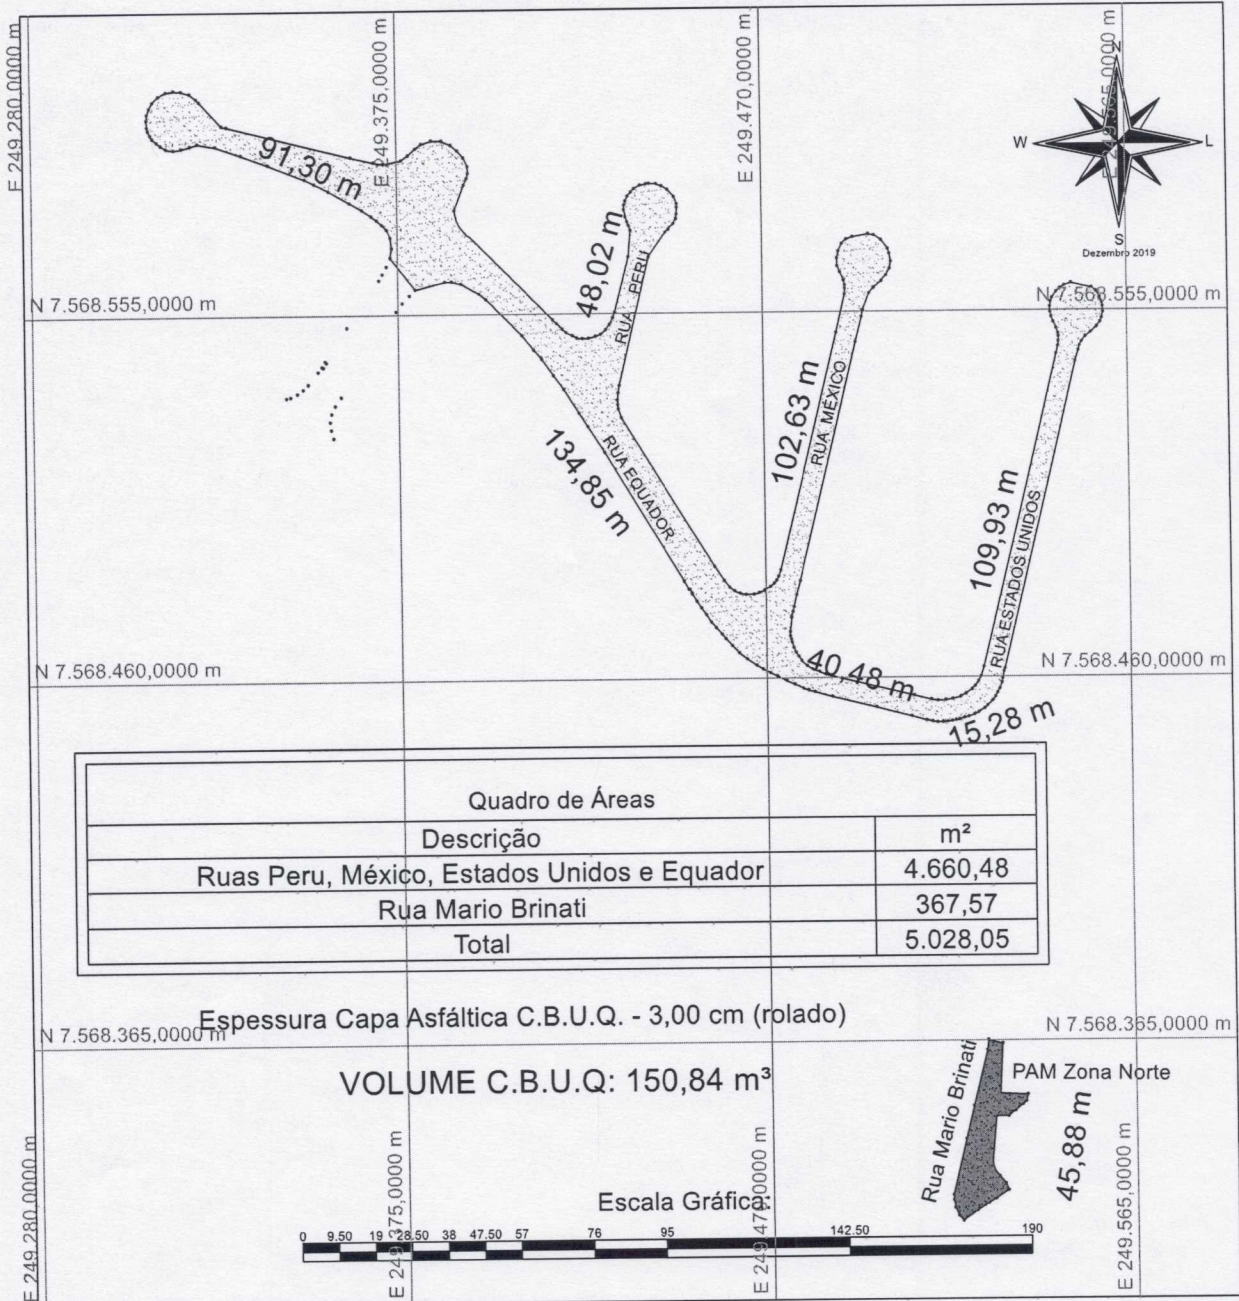 E 249.280,0000 m
E 249.375,0000 m
E 249.470,0000 m
E 249.565,0000 m
N
W
L
S
Dezembro 2019
91,30 m
48,02 m
RUA PERU
N 7.568.555,0000 m
N 7.568.555,0000 m
102,63 m
RUA MÉXICO
134,85 m
RUA EQUADOR
109,93 m
RUA ESTADOS UNIDOS
N 7.568.460,0000 m
40,48 m
N 7.568.460,0000 m
15,28 m
Quadro de Áreas
Descrição m²
Ruas Peru, México, Estados Unidos e Equador 4.660,48
Rua Mario Brinati 367,57
Total 5.028,05
Espessura Capa Asfáltica C.B.U.Q. - 3,00 cm (rolado)
N 7.568.365,0000 m
N 7.568.365,0000 m
VOLUME C.B.U.Q: 150,84 m³
Rua Mario Brinati
PAM Zona Norte
45,88 m
Escala Gráfica:
0 9.50 19 28.50 38 47.50 57 76 95 142.50 190
E 249.280,0000 m
E 249.375,0000 m
E 249.470,0000 m
E 249.565,0000 m